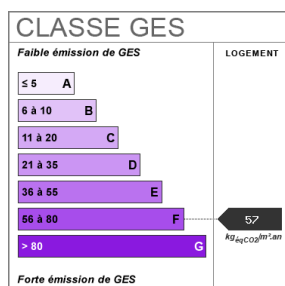 CLASSE GES
Faible émission de GES
LOGEMENT
≤ 5 A
6 à 10 B
11 à 20 C
21 à 35 D
36 à 55 E
56 à 80 F
57
kgéqCO2/m².an
> 80 G
Forte émission de GES